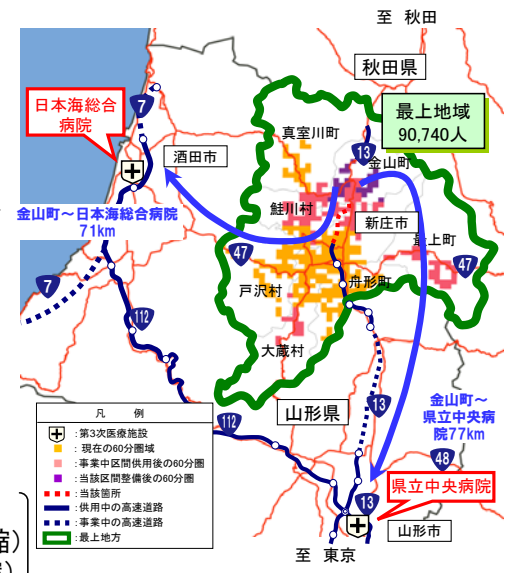 至 秋田
秋田県
日本海総合
病院
7
最上地域
90,740人
真室川町
13
金山町
酒田市
鮭川村
金山町～日本海総合病院
71km
新庄市
最上町
47
47
7
戸沢村
舟形町
112
大蔵村
山形県
13
金山町～
県立中央病
院77km
112
48
凡 例
：第3次医療施設
：現在の60分圏域
：事業中区間供用後の60分圏
：当該区間整備後の60分圏
：当該箇所
：供用中の高速道路
：事業中の高速道路
：最上地方
県立中央病院
13
山形市
至 東京
縮)